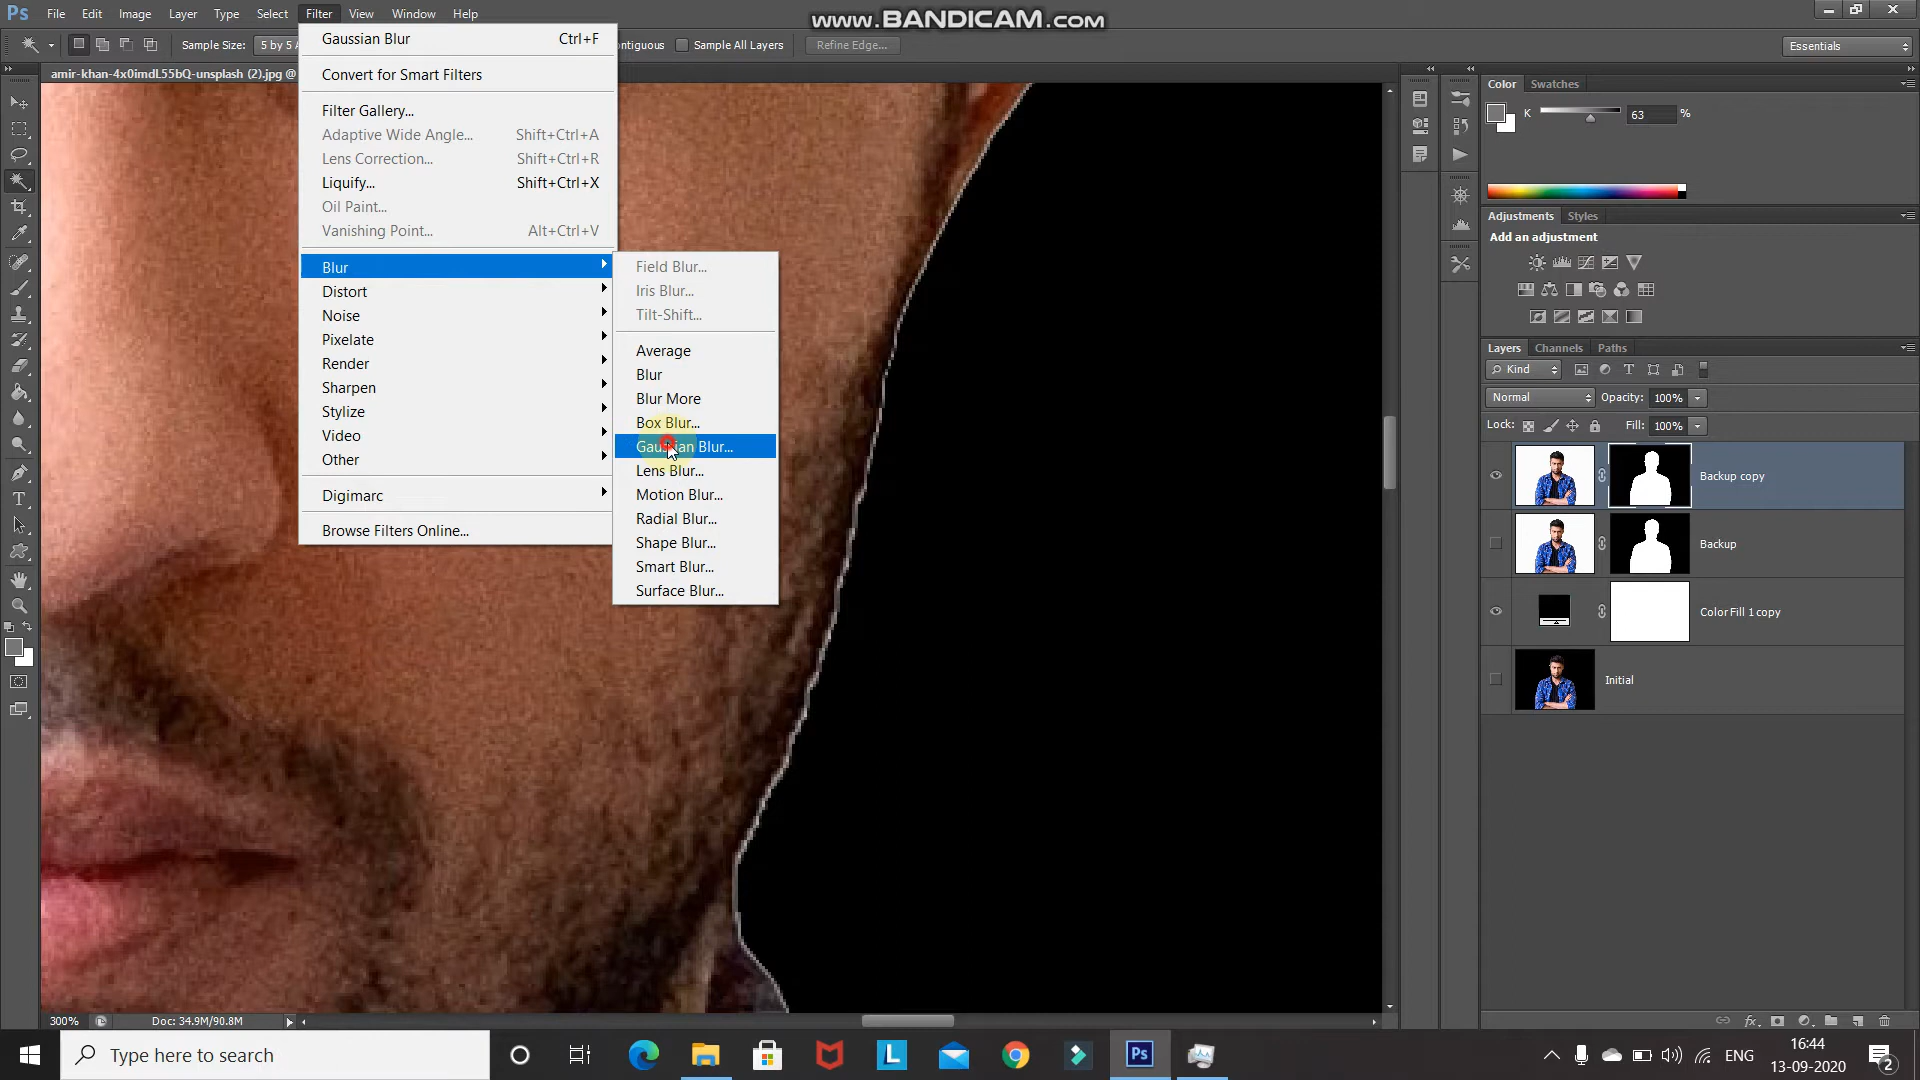 Ps File Edit Image Layer Type Select Filter View Window Help
www.BANDICAM.com
Sample Size: 5 by 5 A
nguous
Sample All Layers
Refine Edge...
Essentials
amir-khan-4x0imdL55bQ-unsplash (2).jpg @
Gaussian Blur Ctrl+F
Convert for Smart Filters
Filter Gallery...
Adaptive Wide Angle... Shift+Ctrl+A
Lens Correction... Shift+Ctrl+R
Liquify... Shift+Ctrl+X
Oil Paint...
Vanishing Point... Alt+Ctrl+V
Blur
Distort
Noise
Pixelate
Render
Sharpen
Stylize
Video
Other
Digimarc
Browse Filters Online...
Field Blur...
Iris Blur...
Tilt-Shift...
Average
Blur
Blur More
Box Blur...
Gaussian Blur...
Lens Blur...
Motion Blur...
Radial Blur...
Shape Blur...
Smart Blur...
Surface Blur...
Color Swatches
K 63 %
Adjustments Styles
Add an adjustment
Layers Channels Paths
Kind
Normal Opacity: 100%
Lock: Fill: 100%
Backup copy
Backup
Color Fill 1 copy
Initial
300% Doc: 34.9M/90.8M
Type here to search
L
Ps
ENG
16:44
13-09-2020
2